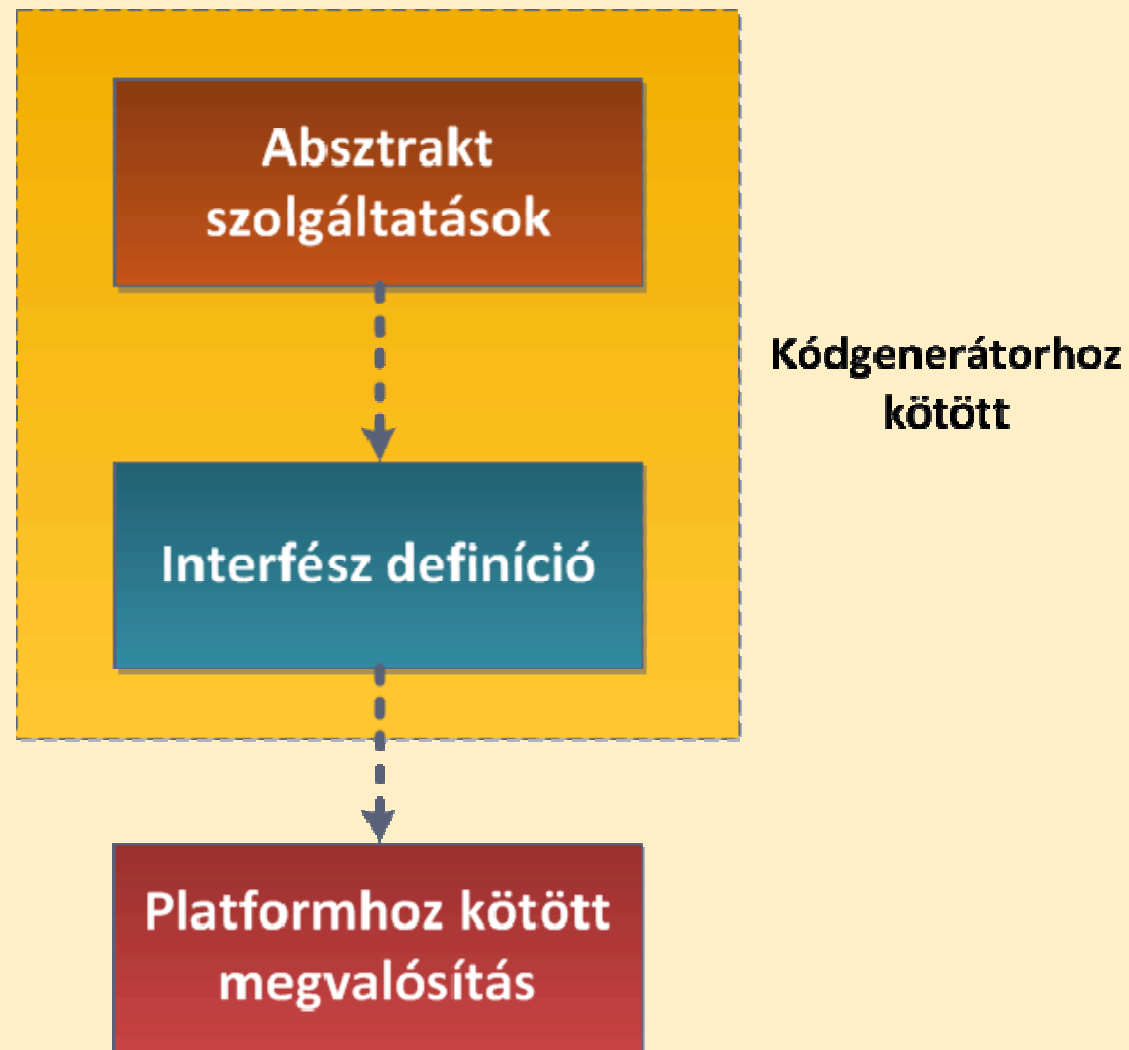 Absztrakt
szolgáltatások
Kódgenerátorhoz
kötött
Interfész definíció
Platformhoz kötött
megvalósítás